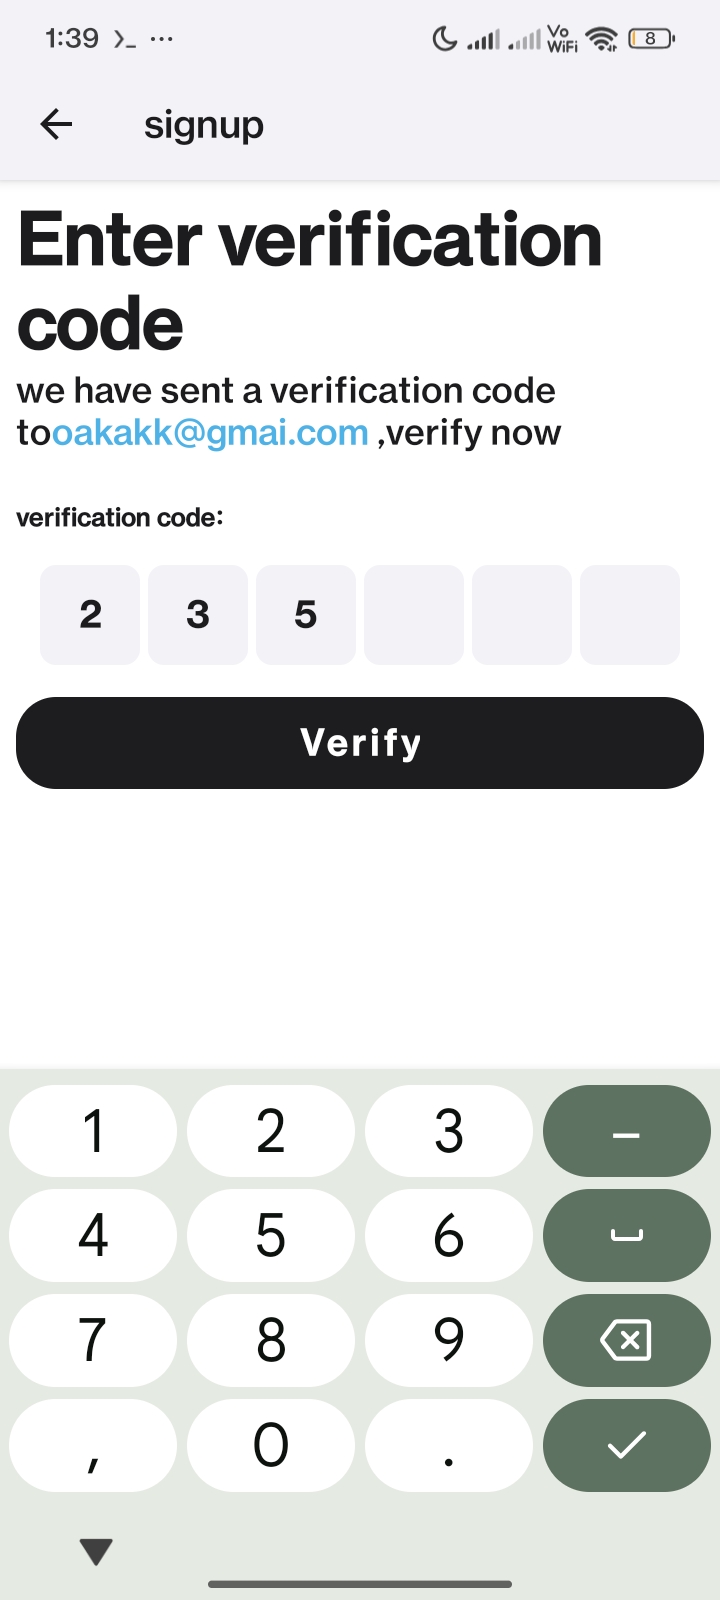 1:39
Vo
WiFi
8
signup
Enter verification
code
we have sent a verification code
tooakakk@gmai.com ,verify now
verification code:
2 3 5
Verify
1 2 3 –
4 5 6
7 8 9
, 0 .